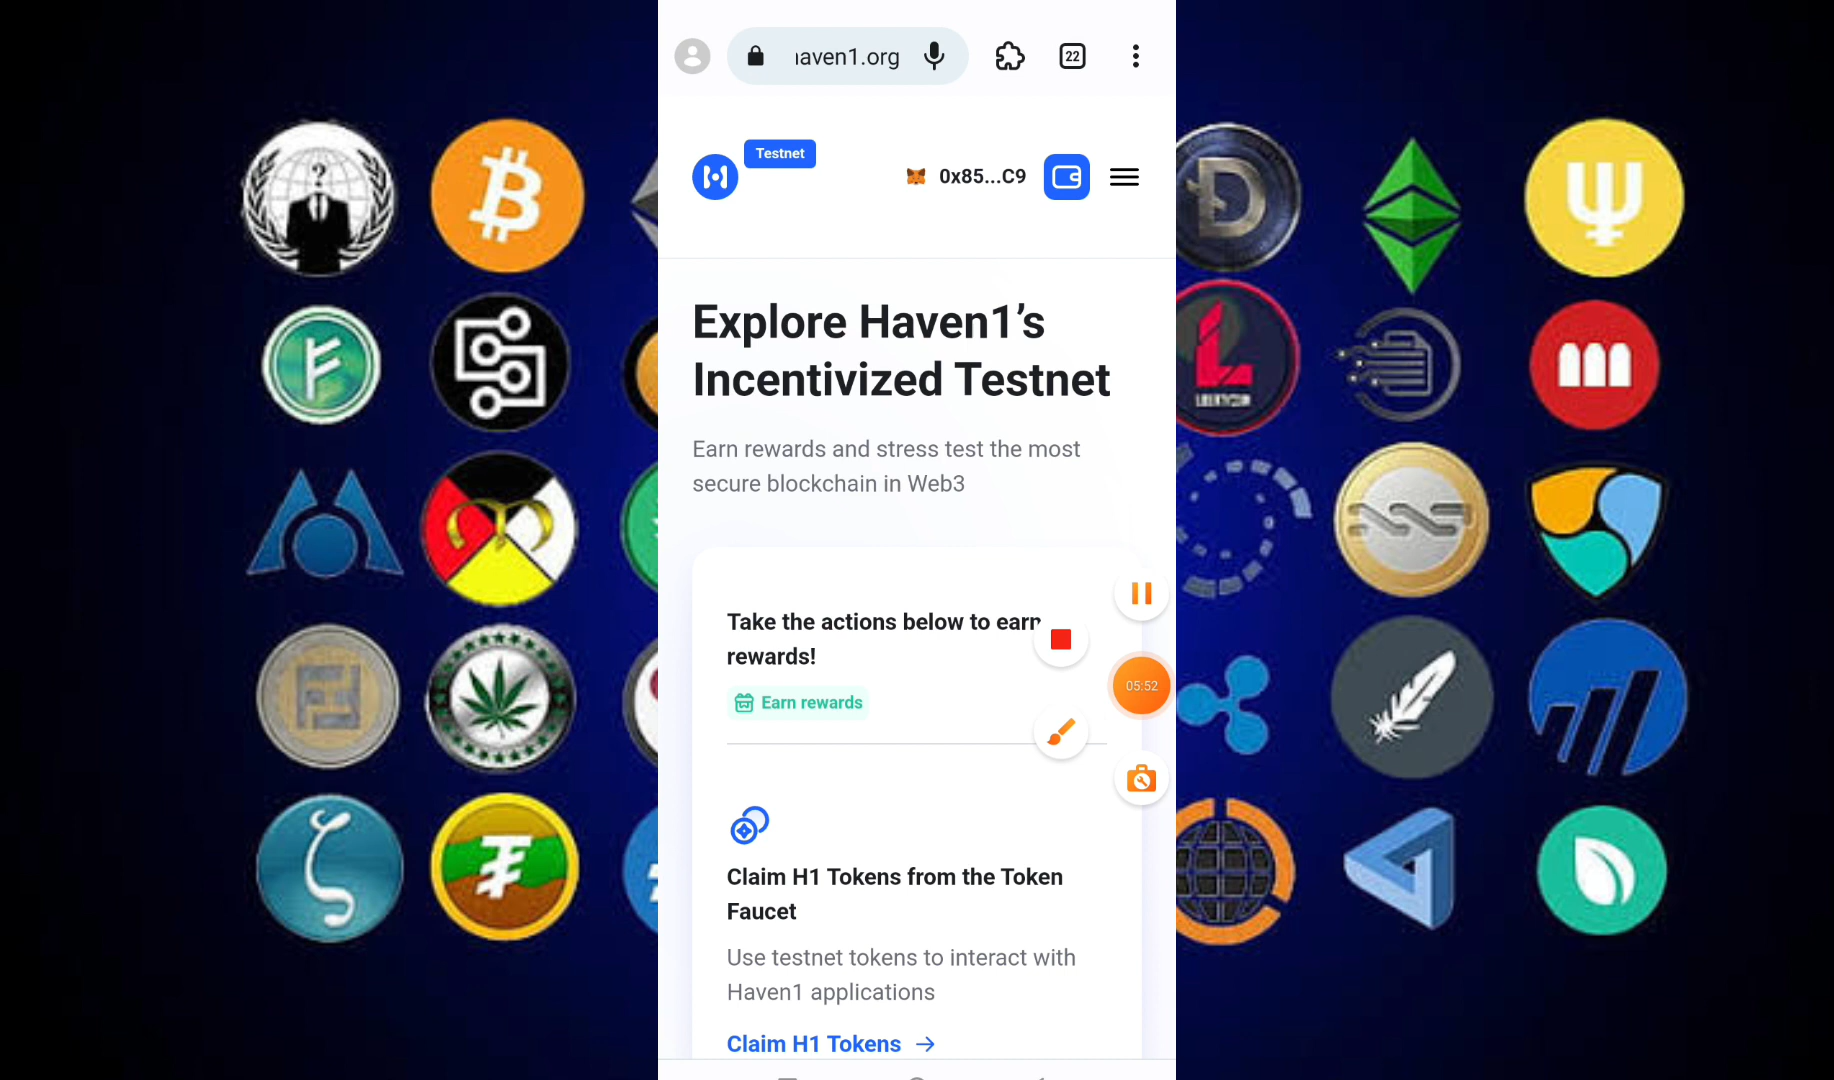 haven1.org
22
Testnet
0x85...C9
Explore Haven1’s
Incentivized Testnet
Earn rewards and stress test the most
secure blockchain in Web3
Take the actions below to earn
rewards!
Earn rewards
05:52
Claim H1 Tokens from the Token
Faucet
Use testnet tokens to interact with
Haven1 applications
Claim H1 Tokens
LIBERTYCOIN